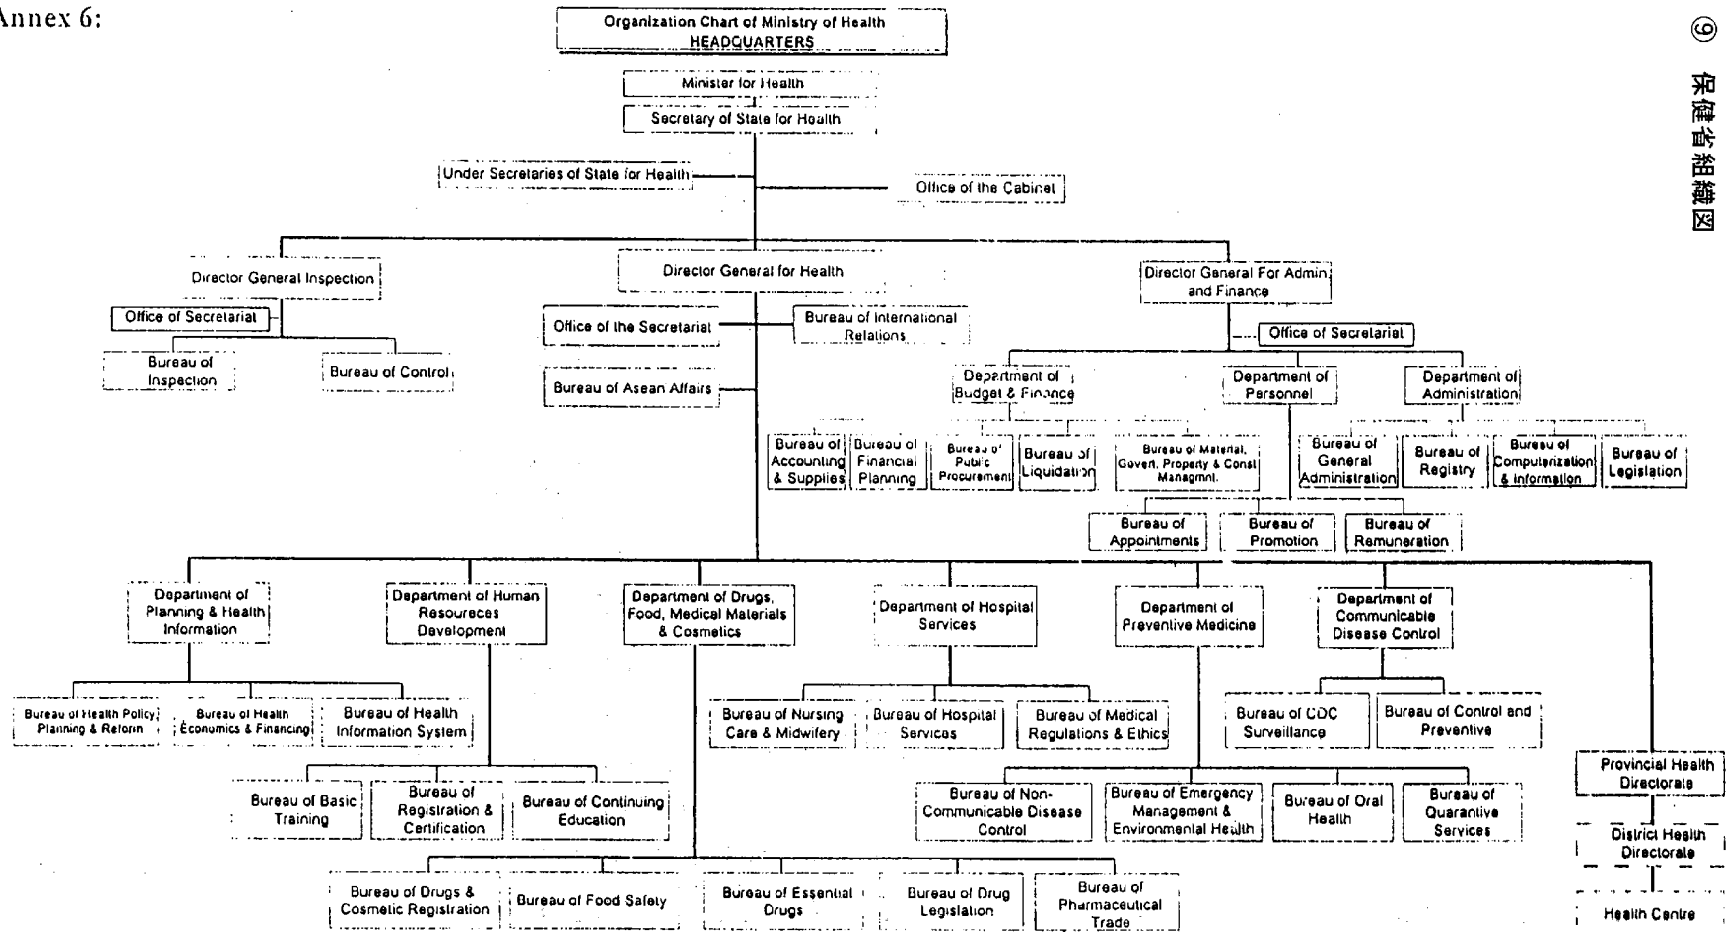 Annex 6:
Organization Chart of Ministry of Health
HEADQUARTERS
⑨ 保健省組織図
Minister for Health
Secretary of State for Health
Under Secretaries of State for Health
Office of the Cabinet
Director General Inspection
Director General for Health
Director General For Admin.
and Finance
Office of Secretariat
Office of the Secretariat
Bureau of International
Relations
Office of Secretariat
Bureau of
Inspection
Bureau of Control
Bureau of Asean Affairs
Department of
Budget & Finance
Department of
Personnel
Department of
Administration
Bureau of
Accounting
& Supplies
Bureau of
Financial
Planning
Bureau of
Public
Procurement
Bureau of
Liquidation
Bureau of Material,
Govert. Property & Const
Managmnt.
Bureau of
General
Administration
Bureau of
Registry
Bureau of
Computerization
& Information
Bureau of
Legislation
Bureau of
Appointments
Bureau of
Promotion
Bureau of
Remuneration
Department of
Planning & Health
Information
Department of Human
Resoureces
Development
Department of Drugs,
Food, Medical Materials
& Cosmetics
Department of Hospital
Services
Department of
Preventive Medicine
Department of
Communicable
Disease Control
Bureau of Health Policy
Planning & Reform
Bureau of Health
Economics & Financing
Bureau of Health
Information System
Bureau of Nursing
Care & Midwifery
Bureau of Hospital
Services
Bureau of Medical
Regulations & Ethics
Bureau of CDC
Surveillance
Bureau of Control and
Preventive
Bureau of Basic
Training
Bureau of
Registration &
Certification
Bureau of Continuing
Education
Bureau of Non-
Communicable Disease
Control
Bureau of Emergency
Management &
Environmental Health
Bureau of Oral
Health
Bureau of
Quarantive
Services
Provincial Health
Directorale
District Health
Directorale
Health Centre
Bureau of Drugs &
Cosmetic Registration
Bureau of Food Safety
Bureau of Essential
Drugs
Bureau of Drug
Legislation
Bureau of
Pharmaceutical
Trade